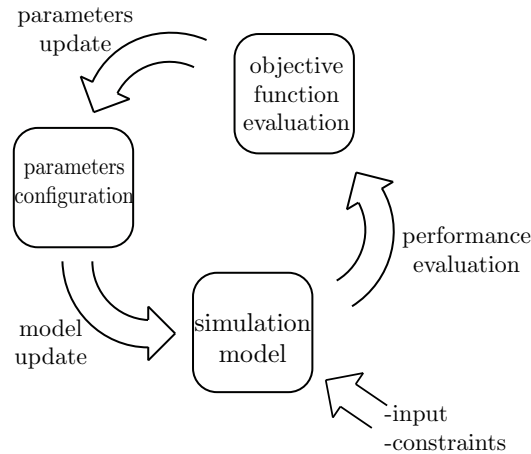 parameters
update
objective
function
evaluation
parameters
configuration
performance
evaluation
simulation
model
model
update
-input
-constraints